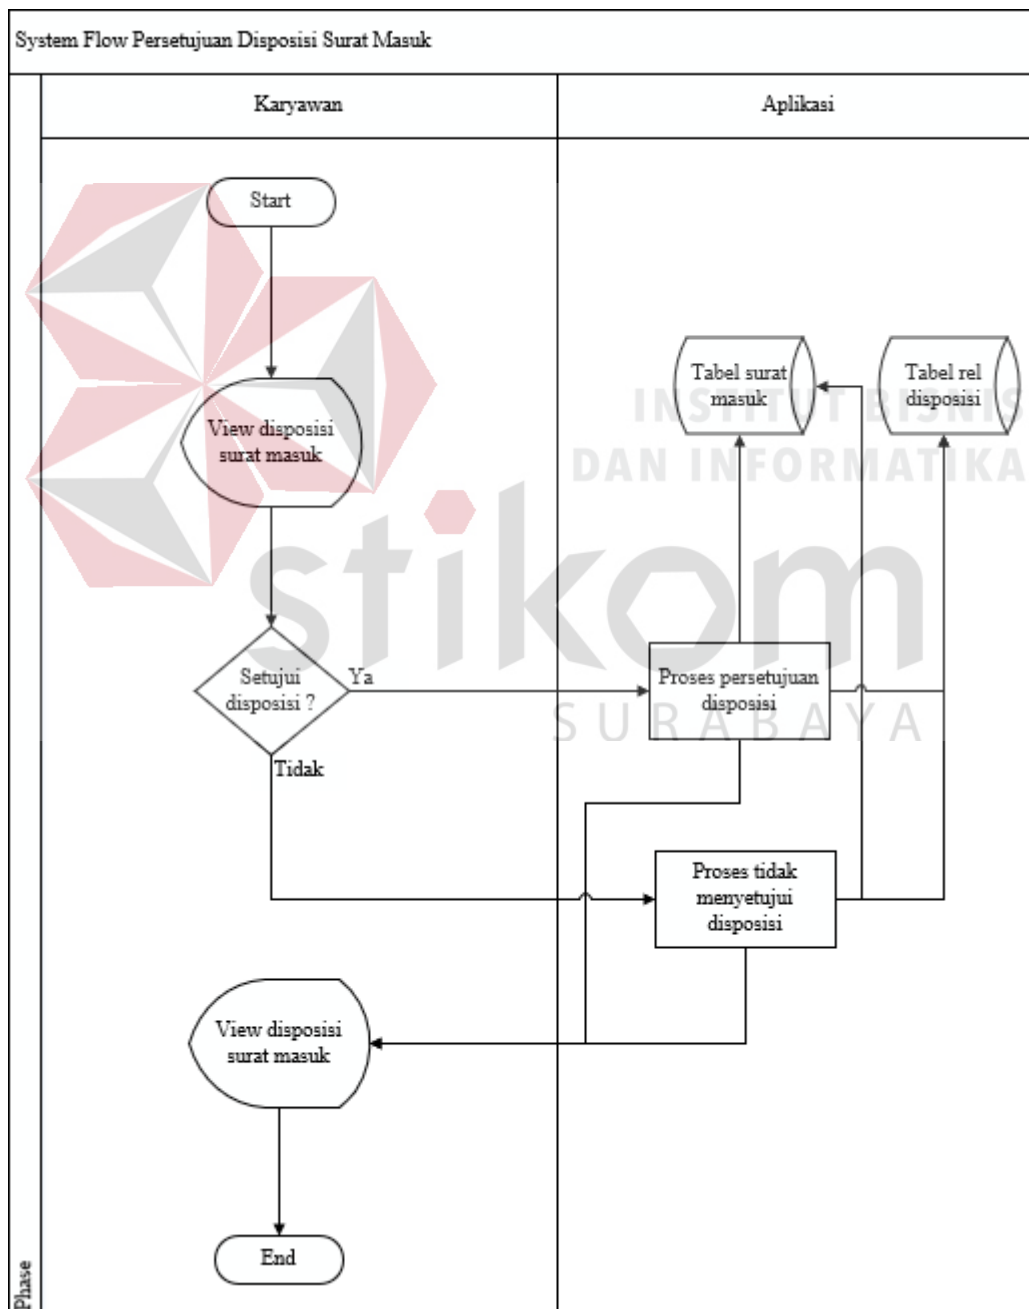 System Flow Persetujuan Disposisi Surat Masuk
Karyawan
Aplikasi
Start
View disposisi
surat masuk
Tabel surat
masuk
Tabel rel
disposisi
INSTITUT BISNIS
DAN INFORMATIKA
stikom
SURABAYA
Setujui
disposisi ?
Ya
Tidak
Proses persetujuan
disposisi
Proses tidak
menyetujui
disposisi
View disposisi
surat masuk
End
Phase